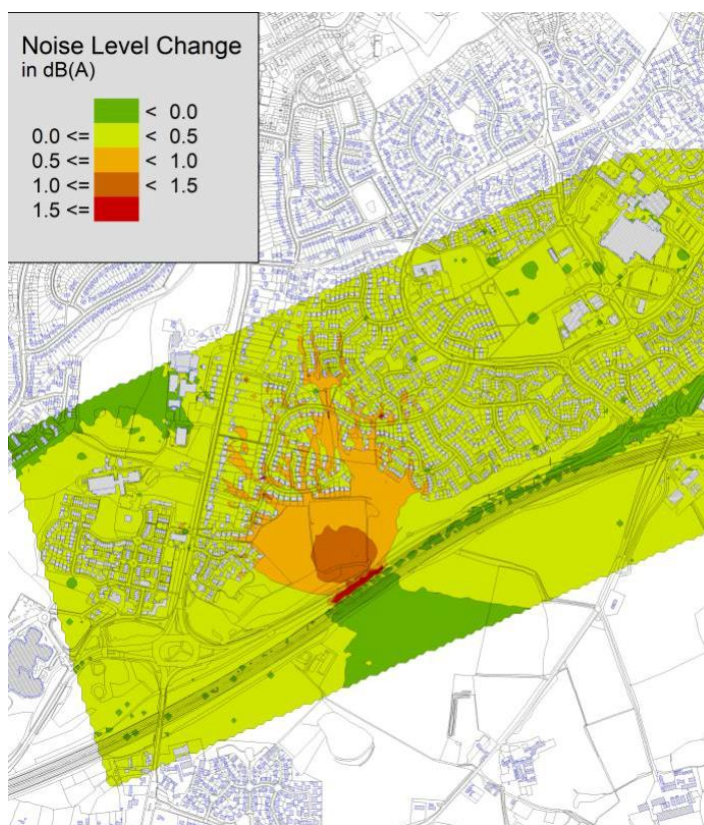 Noise Level Change
in dB(A)
< 0.0
0.0 <= < 0.5
0.5 <= < 1.0
1.0 <= < 1.5
1.5 <=